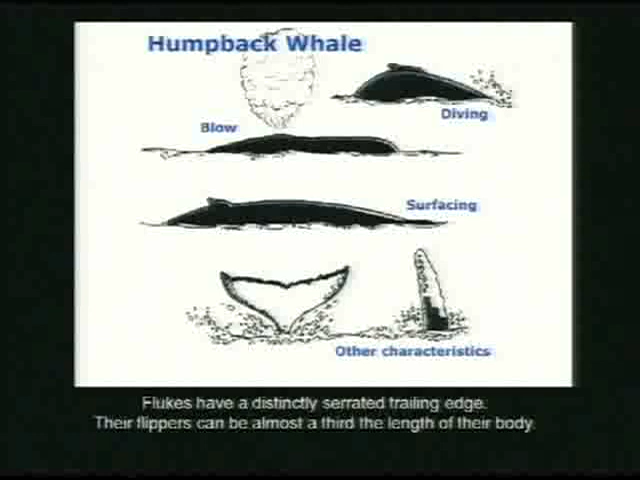 Humpback Whale
Diving
Blow
Surfacing
Other characteristics
Flukes have a distinctly serrated trailing edge.
Their flippers can be almost a third the length of their body.